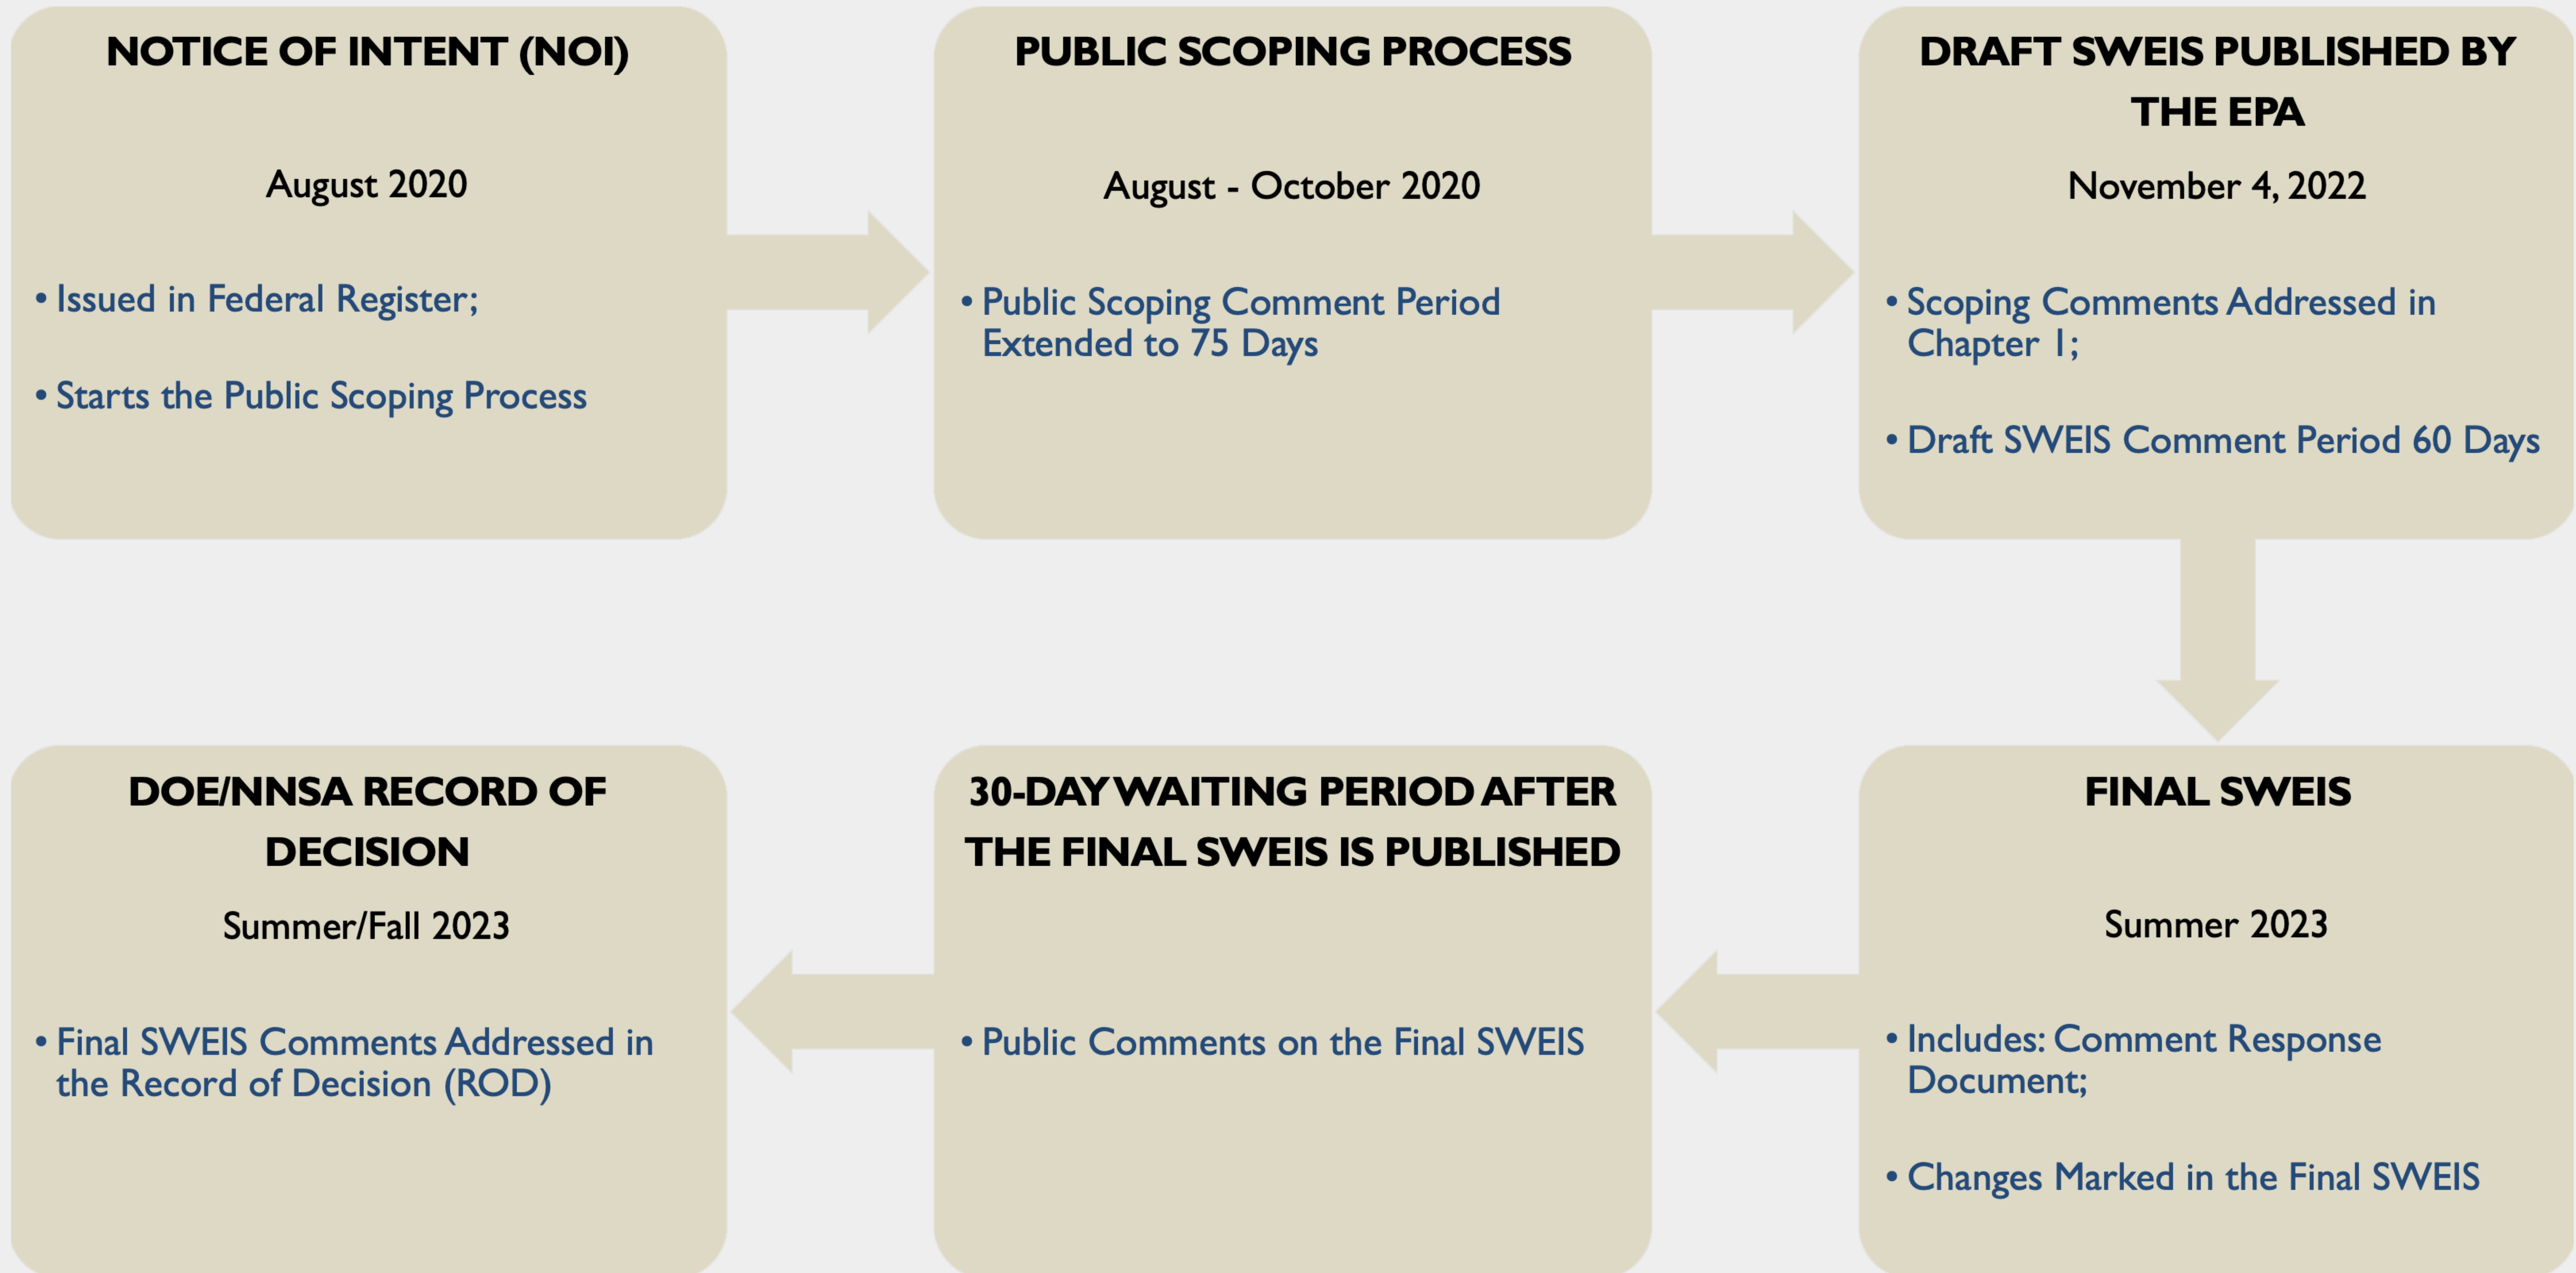 NOTICE OF INTENT (NOI)
August 2020
• Issued in Federal Register;
• Starts the Public Scoping Process
PUBLIC SCOPING PROCESS
August - October 2020
• Public Scoping Comment Period
Extended to 75 Days
DRAFT SWEIS PUBLISHED BY
THE EPA
November 4, 2022
• Scoping Comments Addressed in
Chapter 1;
• Draft SWEIS Comment Period 60 Days
FINAL SWEIS
Summer 2023
• Includes: Comment Response
Document;
• Changes Marked in the Final SWEIS
30-DAY WAITING PERIOD AFTER
THE FINAL SWEIS IS PUBLISHED
• Public Comments on the Final SWEIS
DOE/NNSA RECORD OF
DECISION
Summer/Fall 2023
• Final SWEIS Comments Addressed in
the Record of Decision (ROD)